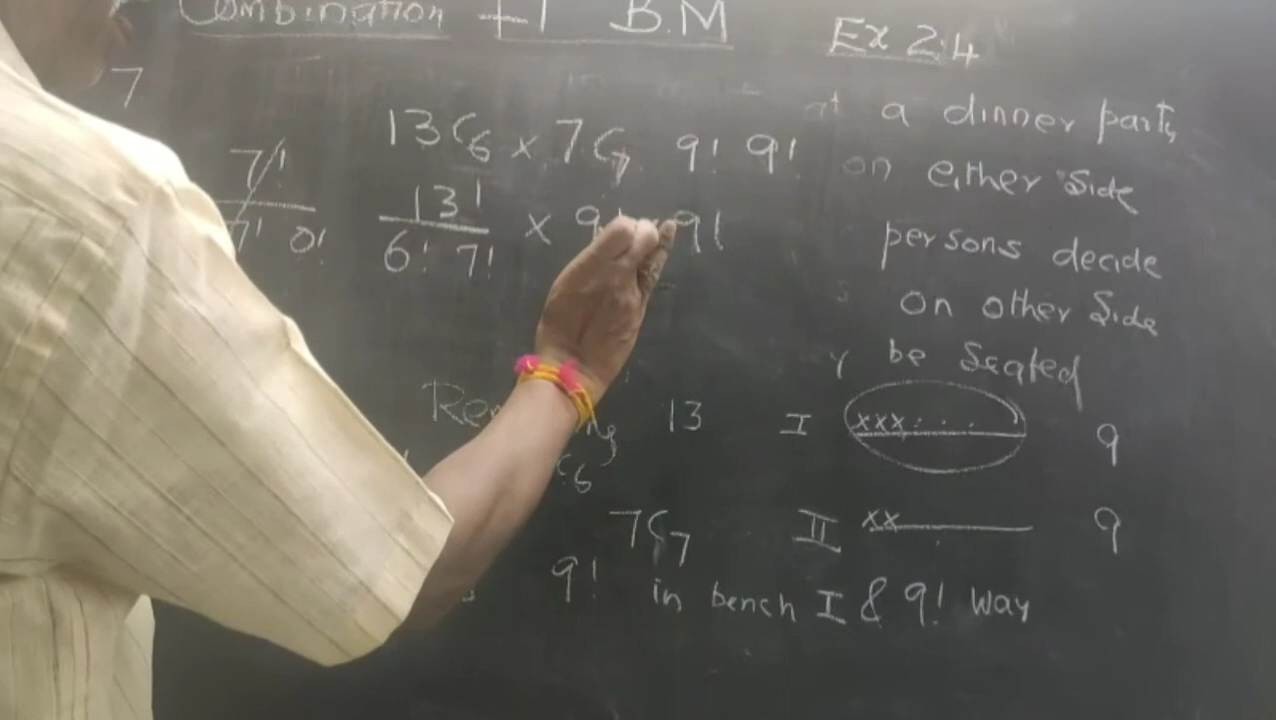 Combination +1 B.M Ex 2.4
7
at a dinner party
13C6 x 7C7 9! 9!
on either Side
7!
7! 0!
13!
6! 7! x 9! 9!
persons decide
on other Side
y be Seated
13 I xxx... 9
C6
7C7 II xx 9
9! in bench I & 9! way